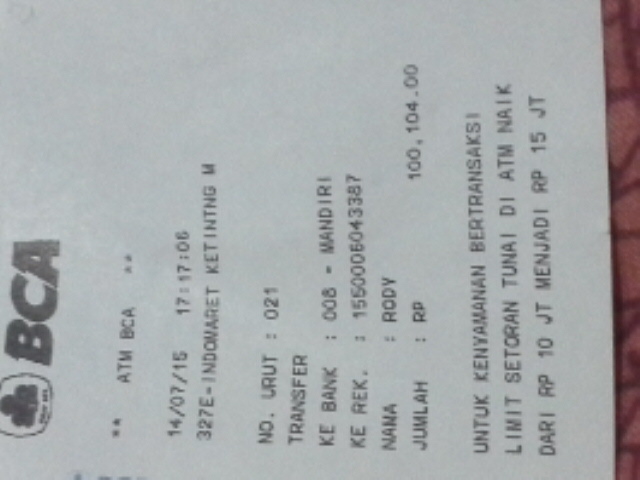 BCA
** ATM BCA **
14/07/15 17:17:06
327E-INDOMARET KETINTNG M
NO. URUT : 021
TRANSFER
KE BANK : 008 - MANDIRI
KE REK. : 1550006043387
NAMA : RODY
JUMLAH : RP 100,104.00
UNTUK KENYAMANAN BERTRANSAKSI
LIMIT SETORAN TUNAI DI ATM NAIK
DARI RP 10 JT MENJADI RP 15 JT